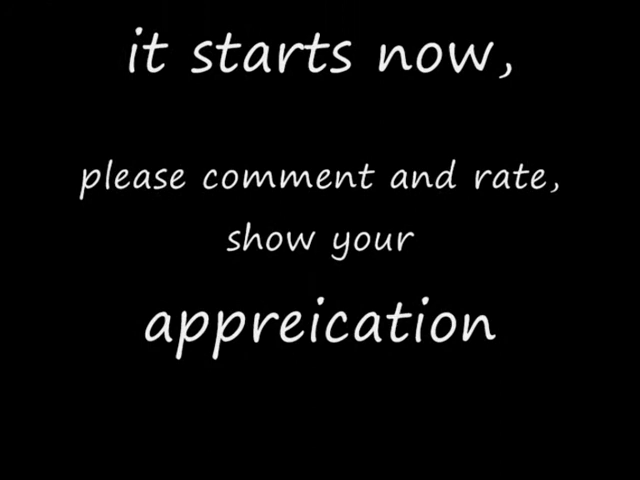 it starts now,
please comment and rate,
show your
appreication